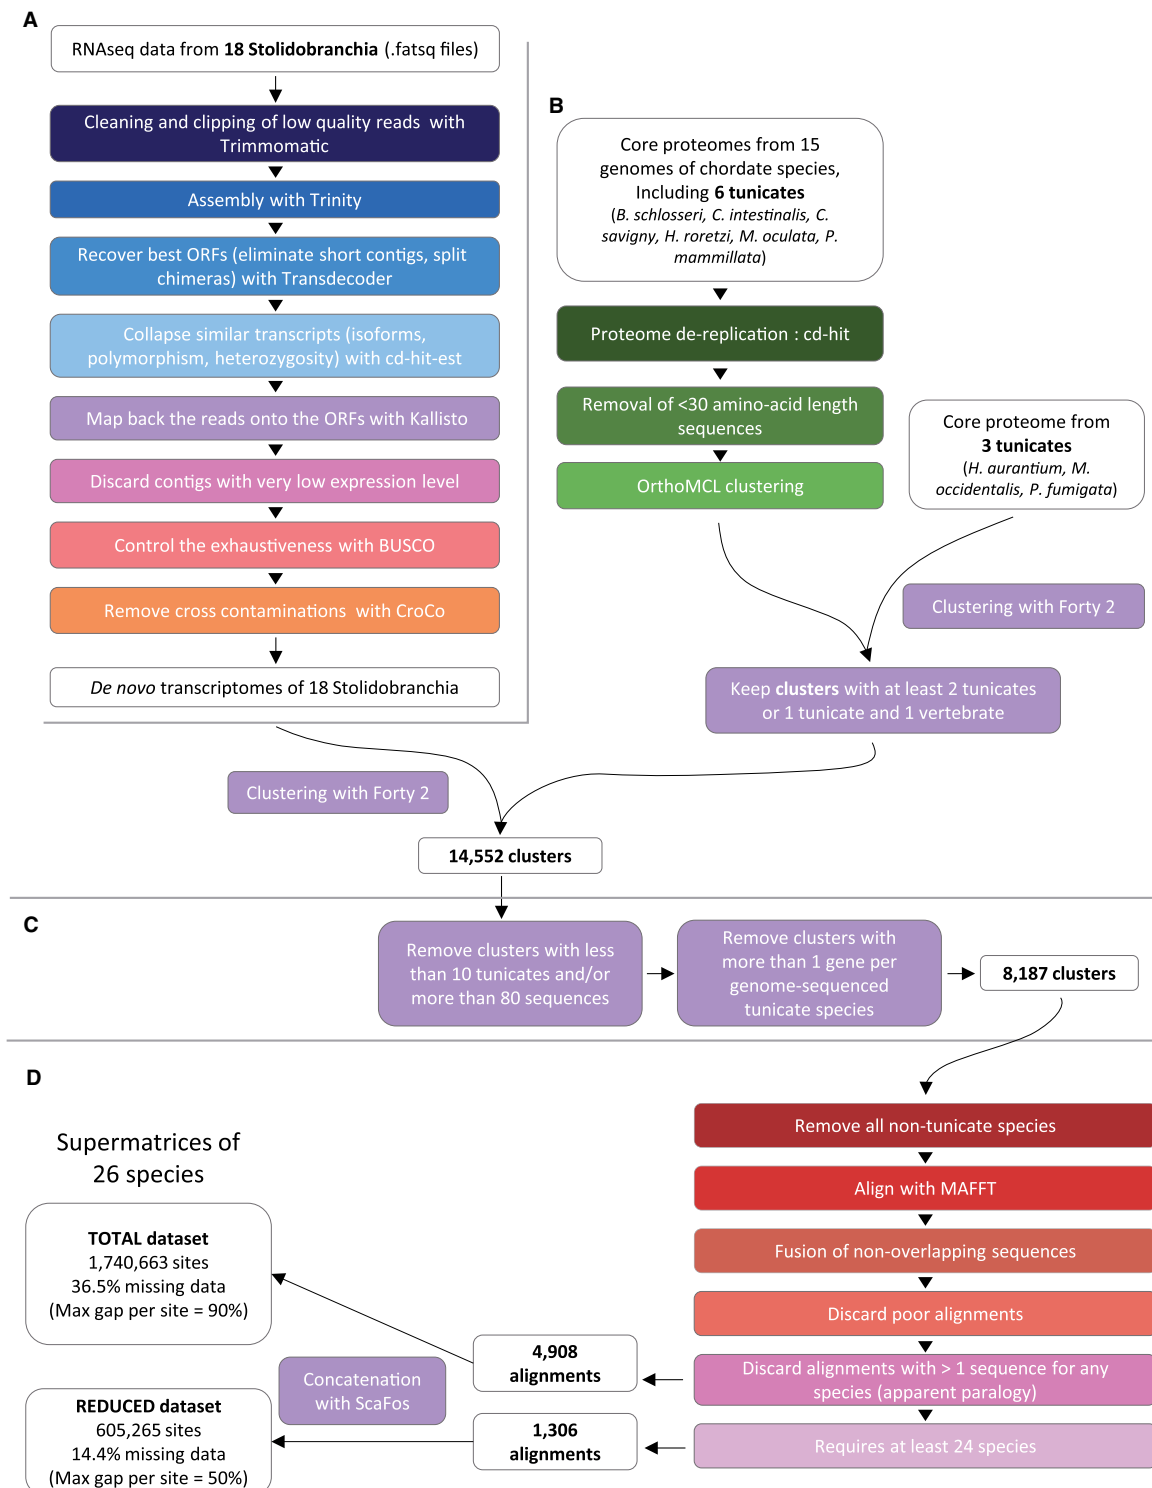 A
RNAseq data from 18 Stolidobranchia (.fatsq files)
Cleaning and clipping of low quality reads with
Trimmomatic
Assembly with Trinity
Recover best ORFs (eliminate short contigs, split
chimeras) with Transdecoder
Collapse similar transcripts (isoforms,
polymorphism, heterozygosity) with cd-hit-est
Map back the reads onto the ORFs with Kallisto
Discard contigs with very low expression level
Control the exhaustiveness with BUSCO
Remove cross contaminations with CroCo
De novo transcriptomes of 18 Stolidobranchia
B
Core proteomes from 15
genomes of chordate species,
Including 6 tunicates
(B. schlosseri, C. intestinalis, C.
savigny, H. roretzi, M. oculata, P.
mammillata)
Proteome de-replication : cd-hit
Removal of <30 amino-acid length
sequences
OrthoMCL clustering
Core proteome from
3 tunicates
(H. aurantium, M.
occidentalis, P. fumigata)
Clustering with Forty 2
Keep clusters with at least 2 tunicates
or 1 tunicate and 1 vertebrate
Clustering with Forty 2
14,552 clusters
C
Remove clusters with less
than 10 tunicates and/or
more than 80 sequences
Remove clusters with
more than 1 gene per
genome-sequenced
tunicate species
8,187 clusters
D
Remove all non-tunicate species
Align with MAFFT
Fusion of non-overlapping sequences
Discard poor alignments
Discard alignments with > 1 sequence for any
species (apparent paralogy)
Requires at least 24 species
4,908
alignments
1,306
alignments
Concatenation
with ScaFos
Supermatrices of
26 species
TOTAL dataset
1,740,663 sites
36.5% missing data
(Max gap per site = 90%)
REDUCED dataset
605,265 sites
14.4% missing data
(Max gap per site = 50%)